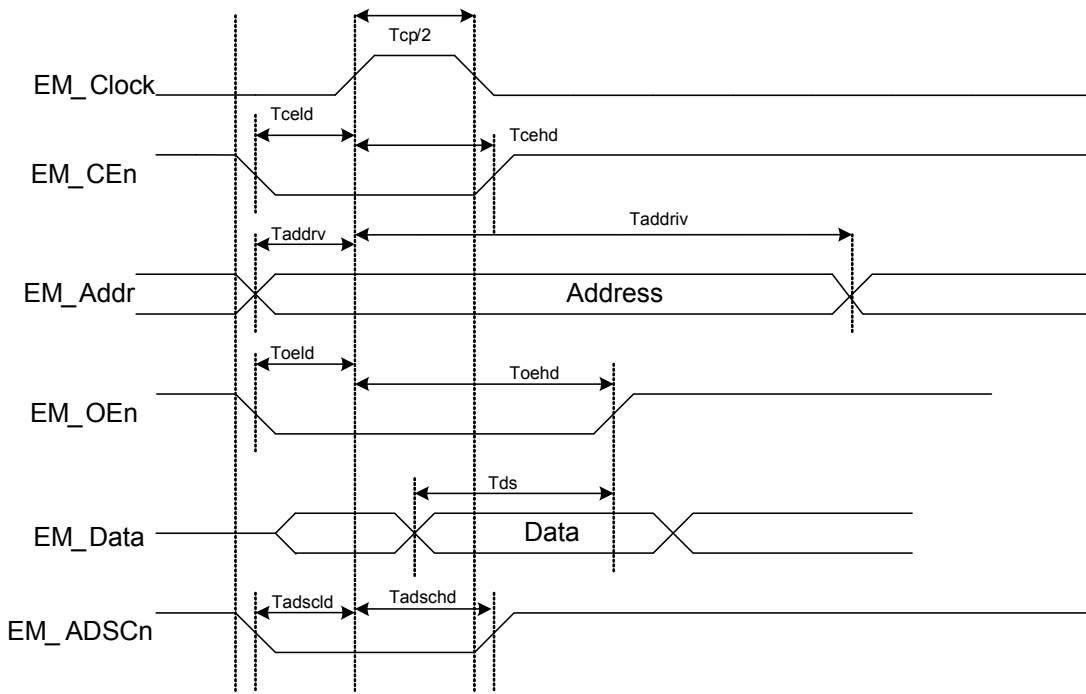 Tcp/2
EM_Clock
Tceld
Tcehd
EM_CEn
Taddrv
Taddriv
EM_Addr
Address
Toeld
Toehd
EM_OEn
Tds
EM_Data
Data
Tadscld
Tadschd
EM_ADSCn